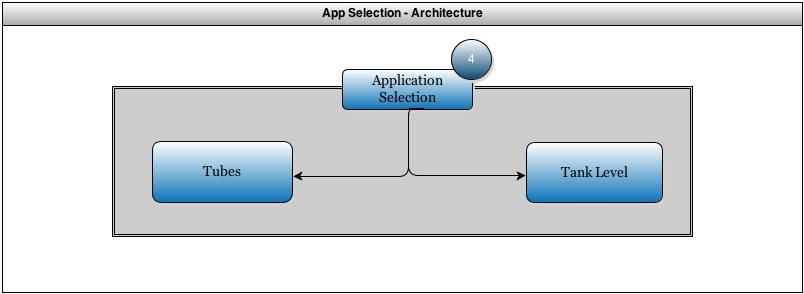 App Selection - Architecture
4
Application
Selection
Tubes
Tank Level